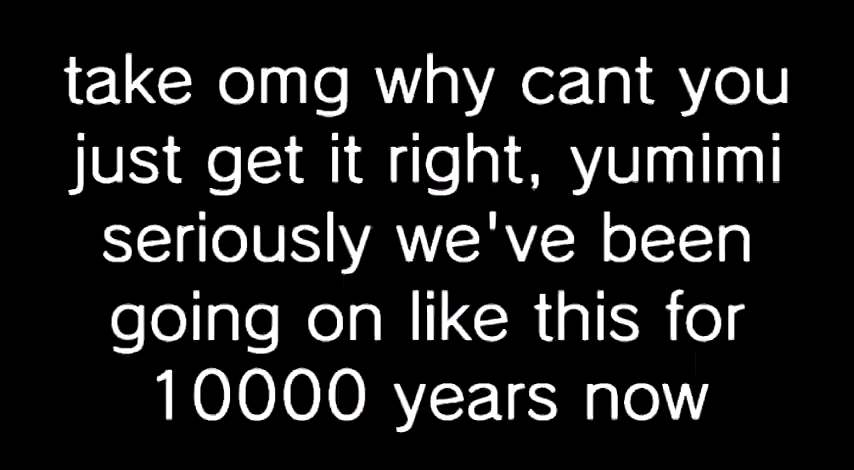 take omg why cant you
just get it right, yumimi
seriously we've been
going on like this for
10000 years now